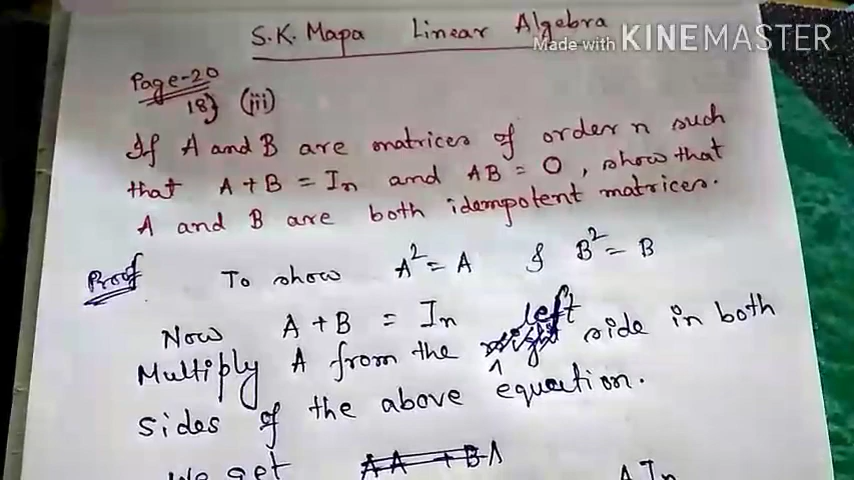 S.K. Mapa Linear Algebra
Made with KINEMASTER
Page-20
18) (iii)
If A and B are matrices of order n such
that A + B = In and AB = O, show that
A and B are both idempotent matrices.
Proof To show A² = A & B² = B
Now A + B = In
Multiply A from the left side in both
sides of the above equation.
We get AA + BA AIn